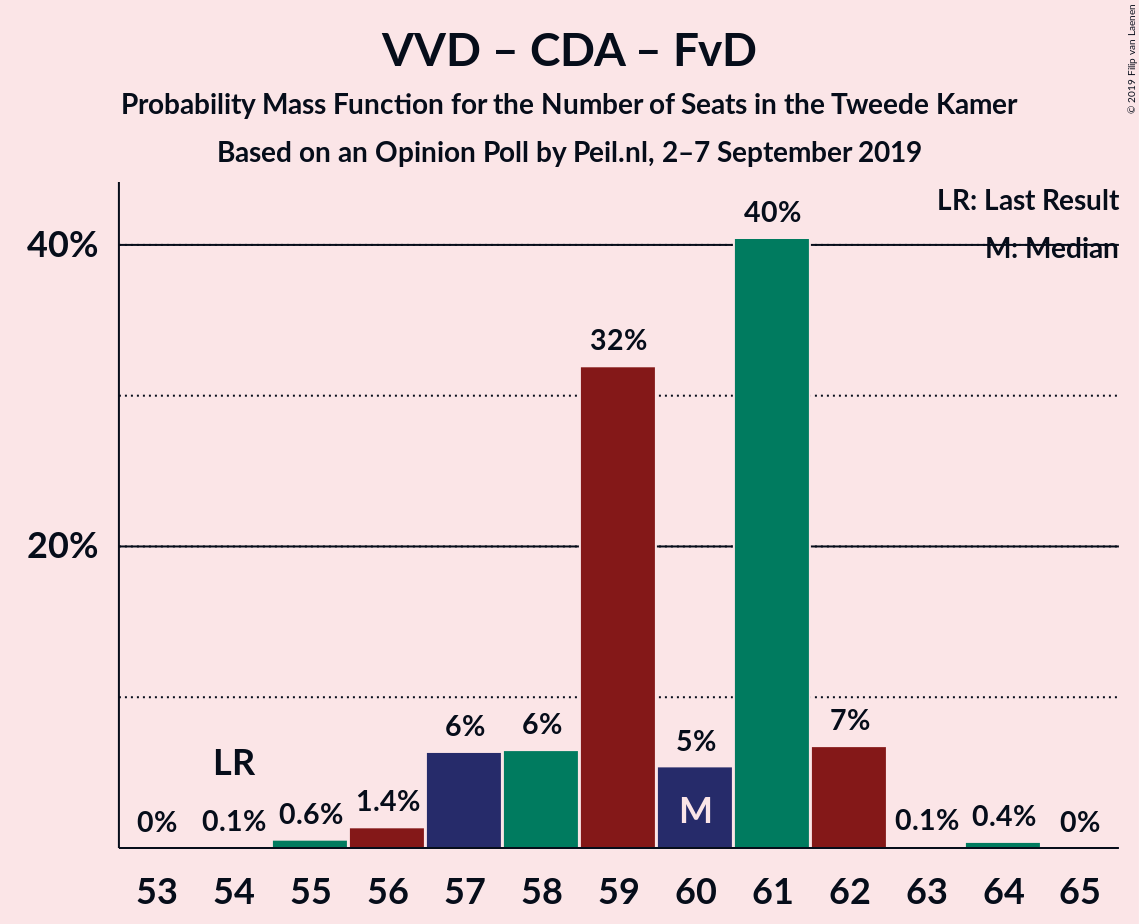 VVD – CDA – FvD
Probability Mass Function for the Number of Seats in the Tweede Kamer
Based on an Opinion Poll by Peil.nl, 2–7 September 2019
© 2019 Filip van Laenen
LR: Last Result
M: Median
40%
20%
0%
LR
0.1%
0.6%
1.4%
6%
6%
32%
5%
M
40%
7%
0.1%
0.4%
0%
53 54 55 56 57 58 59 60 61 62 63 64 65